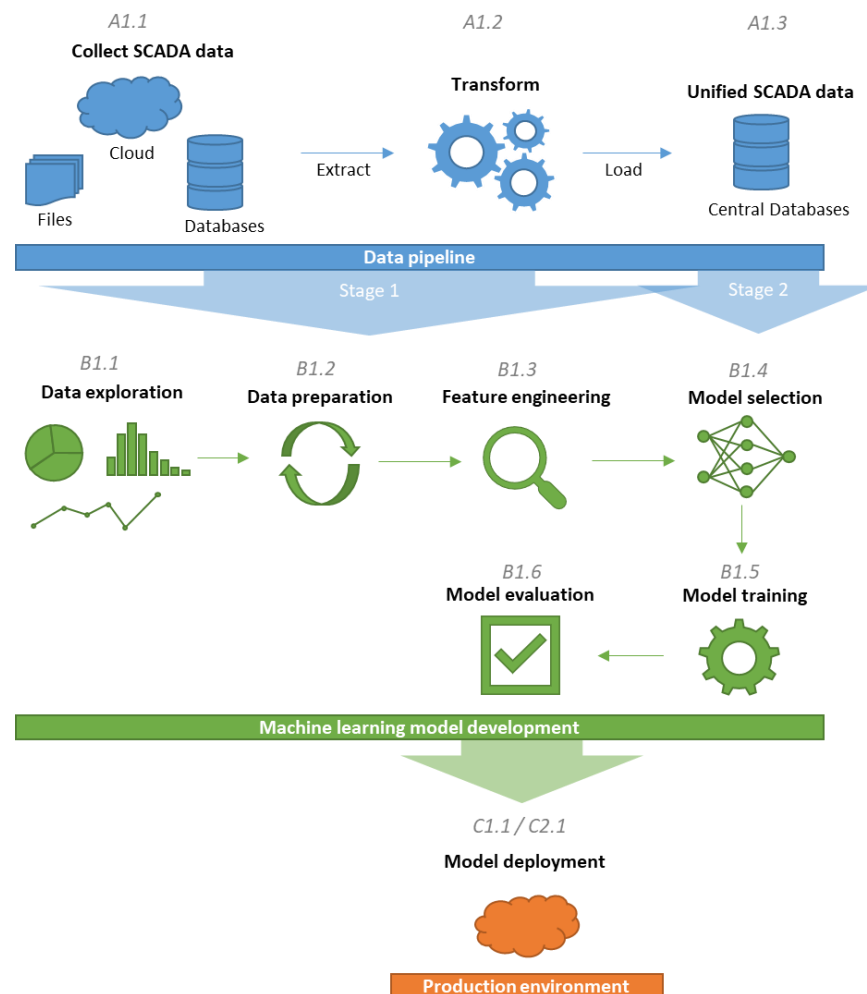 A1.1
A1.2
A1.3
Collect SCADA data
Transform
Unified SCADA data
Cloud
Extract
Load
Files
Databases
Central Databases
Data pipeline
Stage 1
Stage 2
B1.1
B1.2
B1.3
B1.4
Data exploration
Data preparation
Feature engineering
Model selection
B1.6
B1.5
Model evaluation
Model training
Machine learning model development
C1.1 / C2.1
Model deployment
Production environment